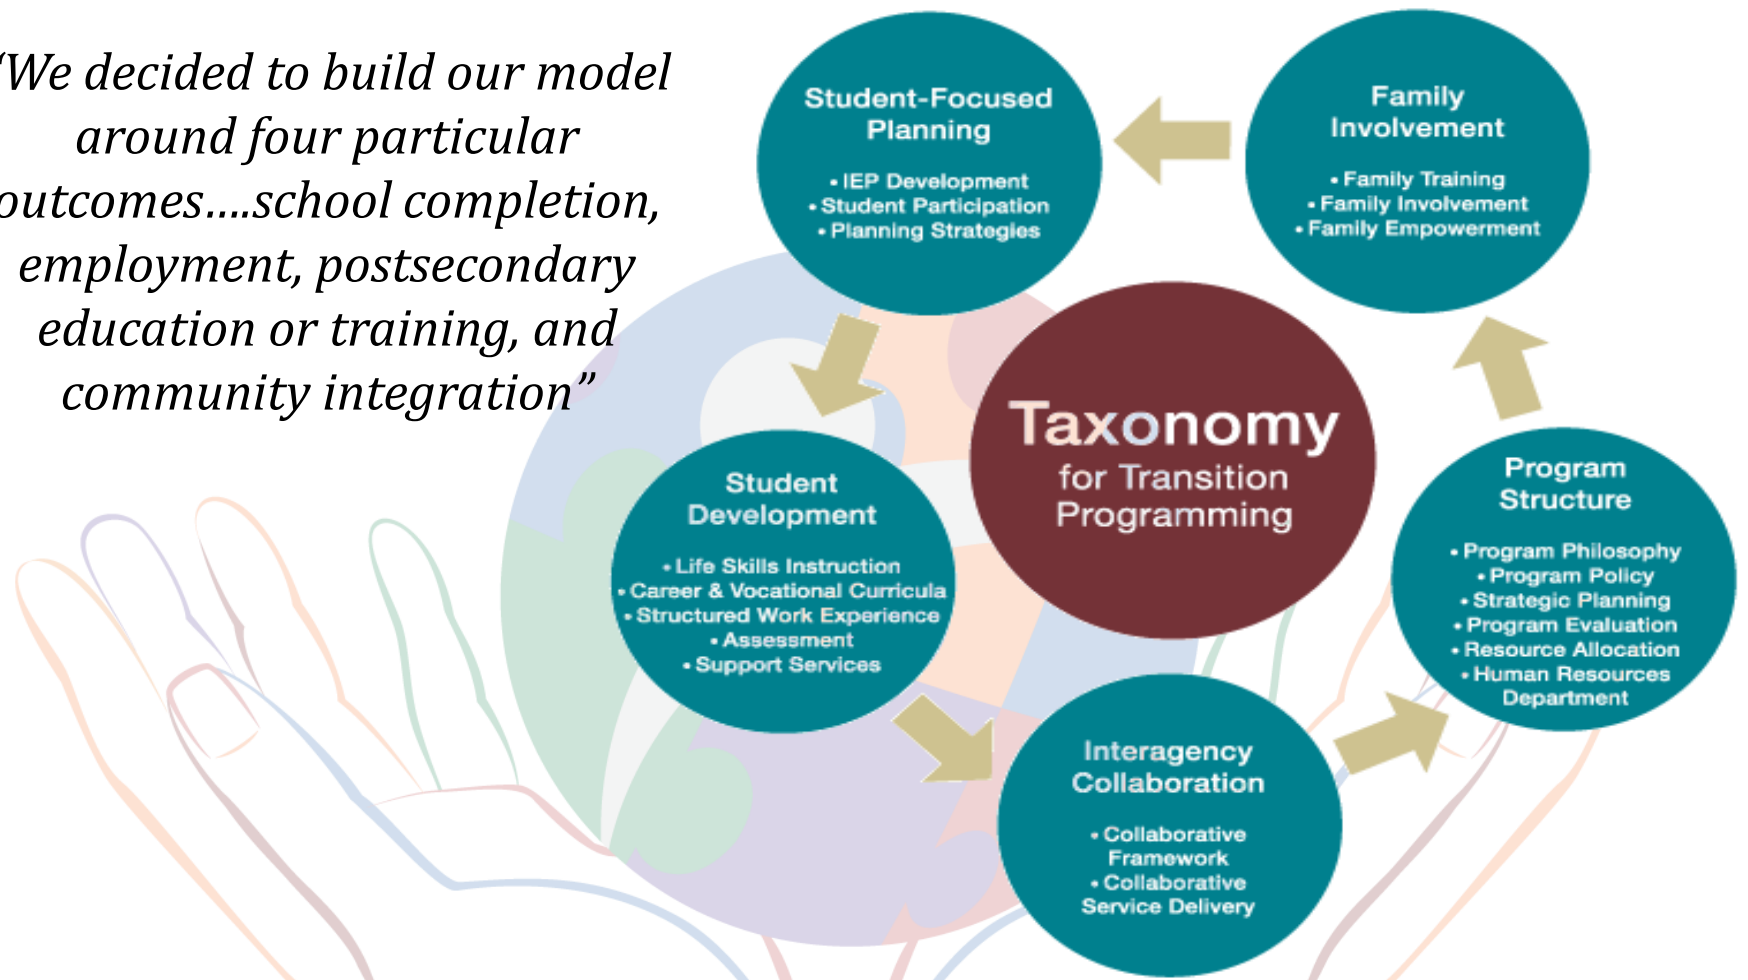 “We decided to build our model
around four particular
outcomes....school completion,
employment, postsecondary
education or training, and
community integration”
Student-Focused
Planning
• IEP Development
• Student Participation
• Planning Strategies
Family
Involvement
• Family Training
• Family Involvement
• Family Empowerment
Taxonomy
for Transition
Programming
Student
Development
• Life Skills Instruction
• Career & Vocational Curricula
• Structured Work Experience
• Assessment
• Support Services
Program
Structure
• Program Philosophy
• Program Policy
• Strategic Planning
• Program Evaluation
• Resource Allocation
• Human Resources
Department
Interagency
Collaboration
• Collaborative
Framework
• Collaborative
Service Delivery